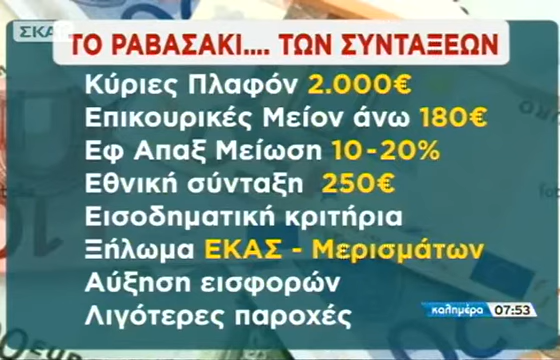 ΣΚΑ
ΤΟ ΡΑΒΑΣΑΚΙ.... ΤΩΝ ΣΥΝΤΑΞΕΩΝ
Κύριες Πλαφόν 2.000€
Επικουρικές Μείον άνω 180€
Εφ Απαξ Μείωση 10-20%
Εθνική σύνταξη 250€
Εισοδηματική κριτήρια
Ξήλωμα ΕΚΑΣ - Μερισμάτων
Αύξηση εισφορών
Λιγότερες παροχές
καλημέρα 07:53